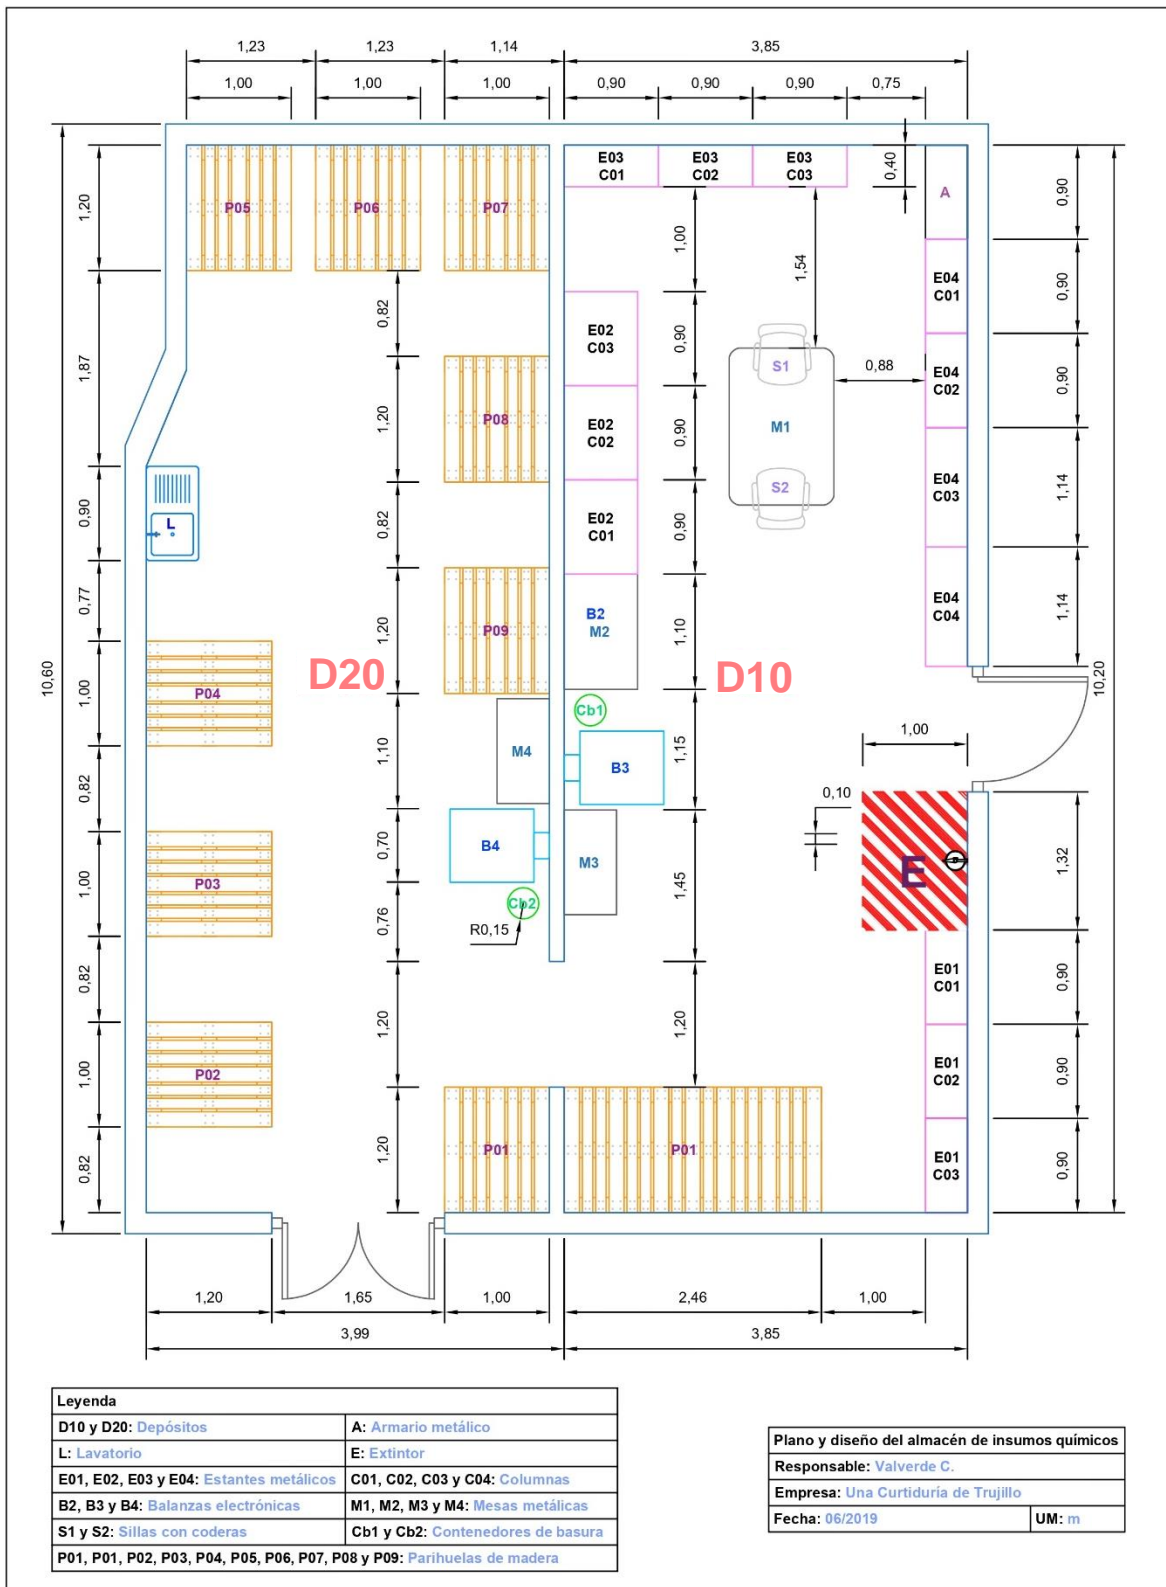 1,23 1,23 1,14 3,85
1,00 1,00 1,00 0,90 0,90 0,90 0,75
E03 E03 E03
C01 C02 C03
0,40
A
0,90
1,20
P05 P06 P07
1,00
1,54
E04
C01
0,90
0,82
1,87
E02
C03
0,90
S1
0,88
E04
C02
0,90
P08
1,20
M1
E02
C02
0,90
E04
C03
1,14
S2
0,90
L
0,82
E02
C01
0,90
E04
C04
1,14
0,77
P09
1,20
B2
M2
1,10
10,60
D20
D10
10,20
1,00
P04
Cb1
1,00
M4
1,10
B3
1,15
0,82
0,10
B4
0,70
M3
1,45
E
1,32
1,00
P03
Cb2
0,76
R0,15
E01
C01
0,90
0,82
1,20
1,20
E01
C02
0,90
1,00
P02
P01
1,20
P01
E01
C03
0,90
0,82
1,20 1,65 1,00 2,46 1,00
3,99 3,85
Leyenda
D10 y D20: Depósitos A: Armario metálico
L: Lavatorio E: Extintor
E01, E02, E03 y E04: Estantes metálicos C01, C02, C03 y C04: Columnas
B2, B3 y B4: Balanzas electrónicas M1, M2, M3 y M4: Mesas metálicas
S1 y S2: Sillas con coderas Cb1 y Cb2: Contenedores de basura
P01, P01, P02, P03, P04, P05, P06, P07, P08 y P09: Parihuelas de madera
Plano y diseño del almacén de insumos químicos
Responsable: Valverde C.
Empresa: Una Curtiduría de Trujillo
Fecha: 06/2019 UM: m